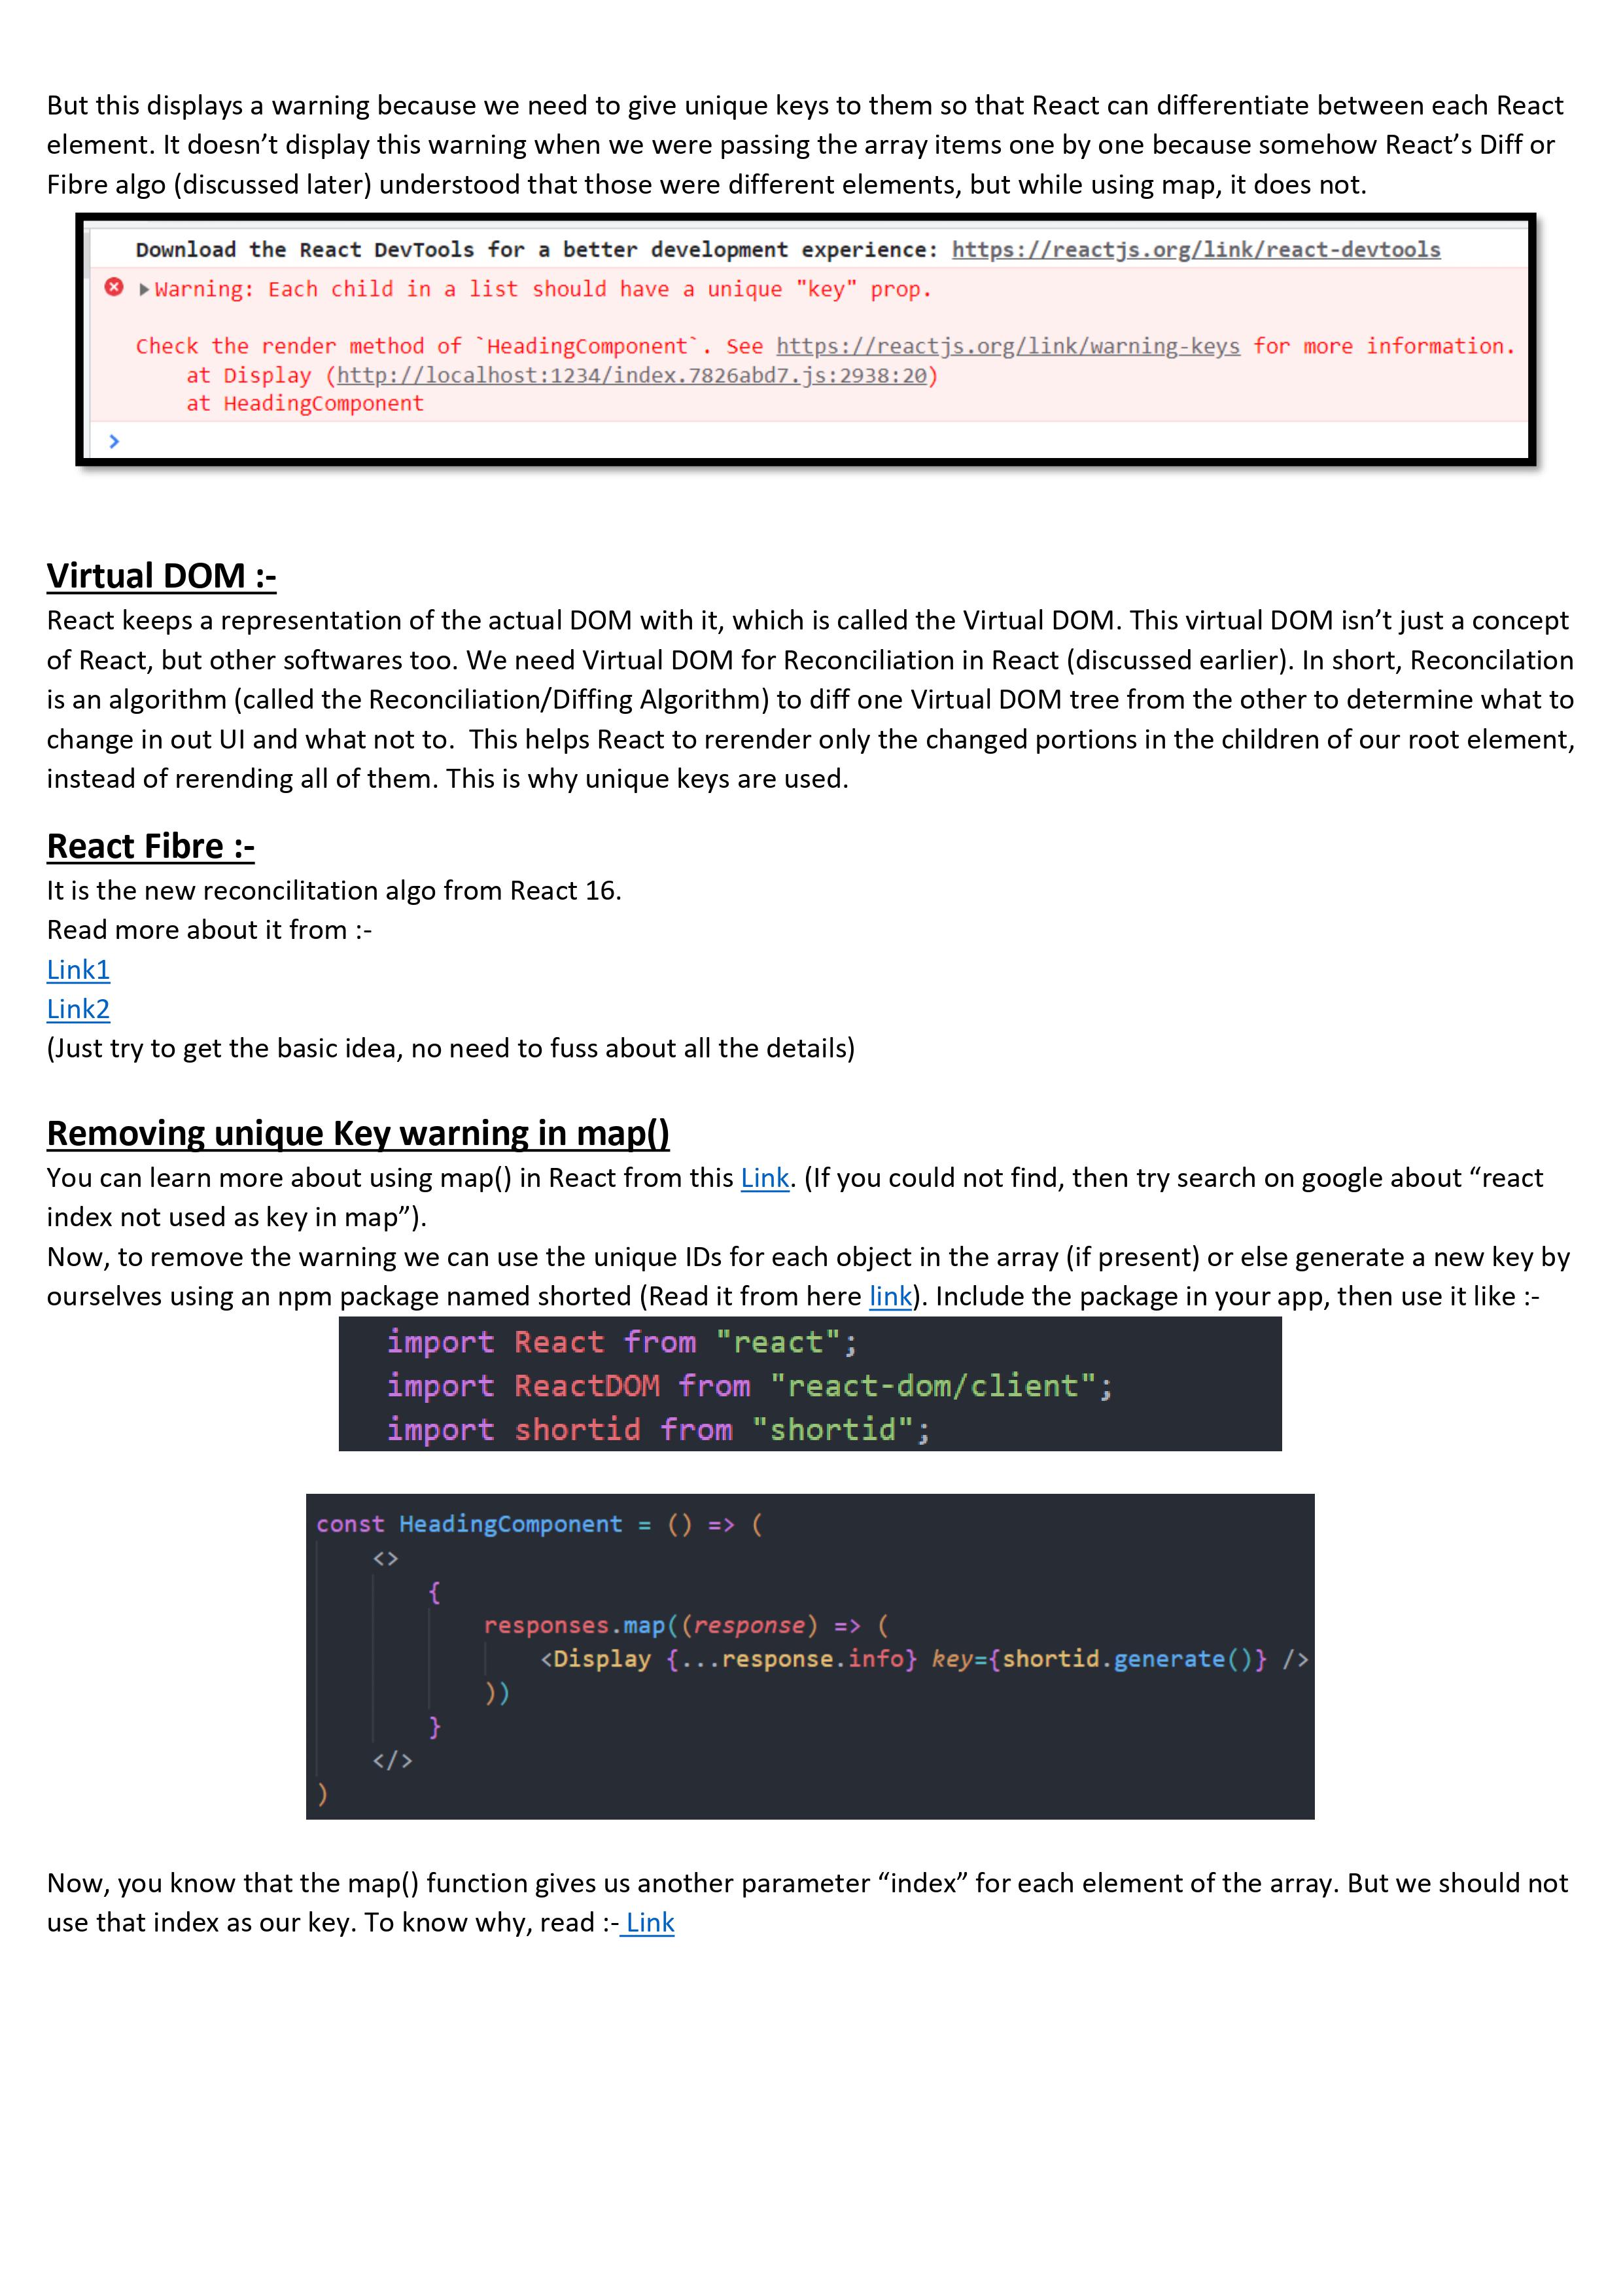 But this displays a warning because we need to give unique keys to them so that React can differentiate between each React
element. It doesn’t display this warning when we were passing the array items one by one because somehow React’s Diff or
Fibre algo (discussed later) understood that those were different elements, but while using map, it does not.
Download the React DevTools for a better development experience: https://reactjs.org/link/react-devtools
Warning: Each child in a list should have a unique "key" prop.
Check the render method of `HeadingComponent`. See https://reactjs.org/link/warning-keys for more information.
at Display (http://localhost:1234/index.7826abd7.js:2938:20)
at HeadingComponent
>
Virtual DOM :-
React keeps a representation of the actual DOM with it, which is called the Virtual DOM. This virtual DOM isn’t just a concept
of React, but other softwares too. We need Virtual DOM for Reconciliation in React (discussed earlier). In short, Reconcilation
is an algorithm (called the Reconciliation/Diffing Algorithm) to diff one Virtual DOM tree from the other to determine what to
change in out UI and what not to.  This helps React to rerender only the changed portions in the children of our root element,
instead of rerending all of them. This is why unique keys are used.
React Fibre :-
It is the new reconcilitation algo from React 16.
Read more about it from :-
Link1
Link2
(Just try to get the basic idea, no need to fuss about all the details)
Removing unique Key warning in map()
You can learn more about using map() in React from this Link. (If you could not find, then try search on google about “react
index not used as key in map”).
Now, to remove the warning we can use the unique IDs for each object in the array (if present) or else generate a new key by
ourselves using an npm package named shorted (Read it from here link). Include the package in your app, then use it like :-
import React from "react";
import ReactDOM from "react-dom/client";
import shortid from "shortid";
const HeadingComponent = () => (
<>
{
responses.map((response) => (
<Display {...response.info} key={shortid.generate()} />
))
}
</>
)
Now, you know that the map() function gives us another parameter “index” for each element of the array. But we should not
use that index as our key. To know why, read :- Link